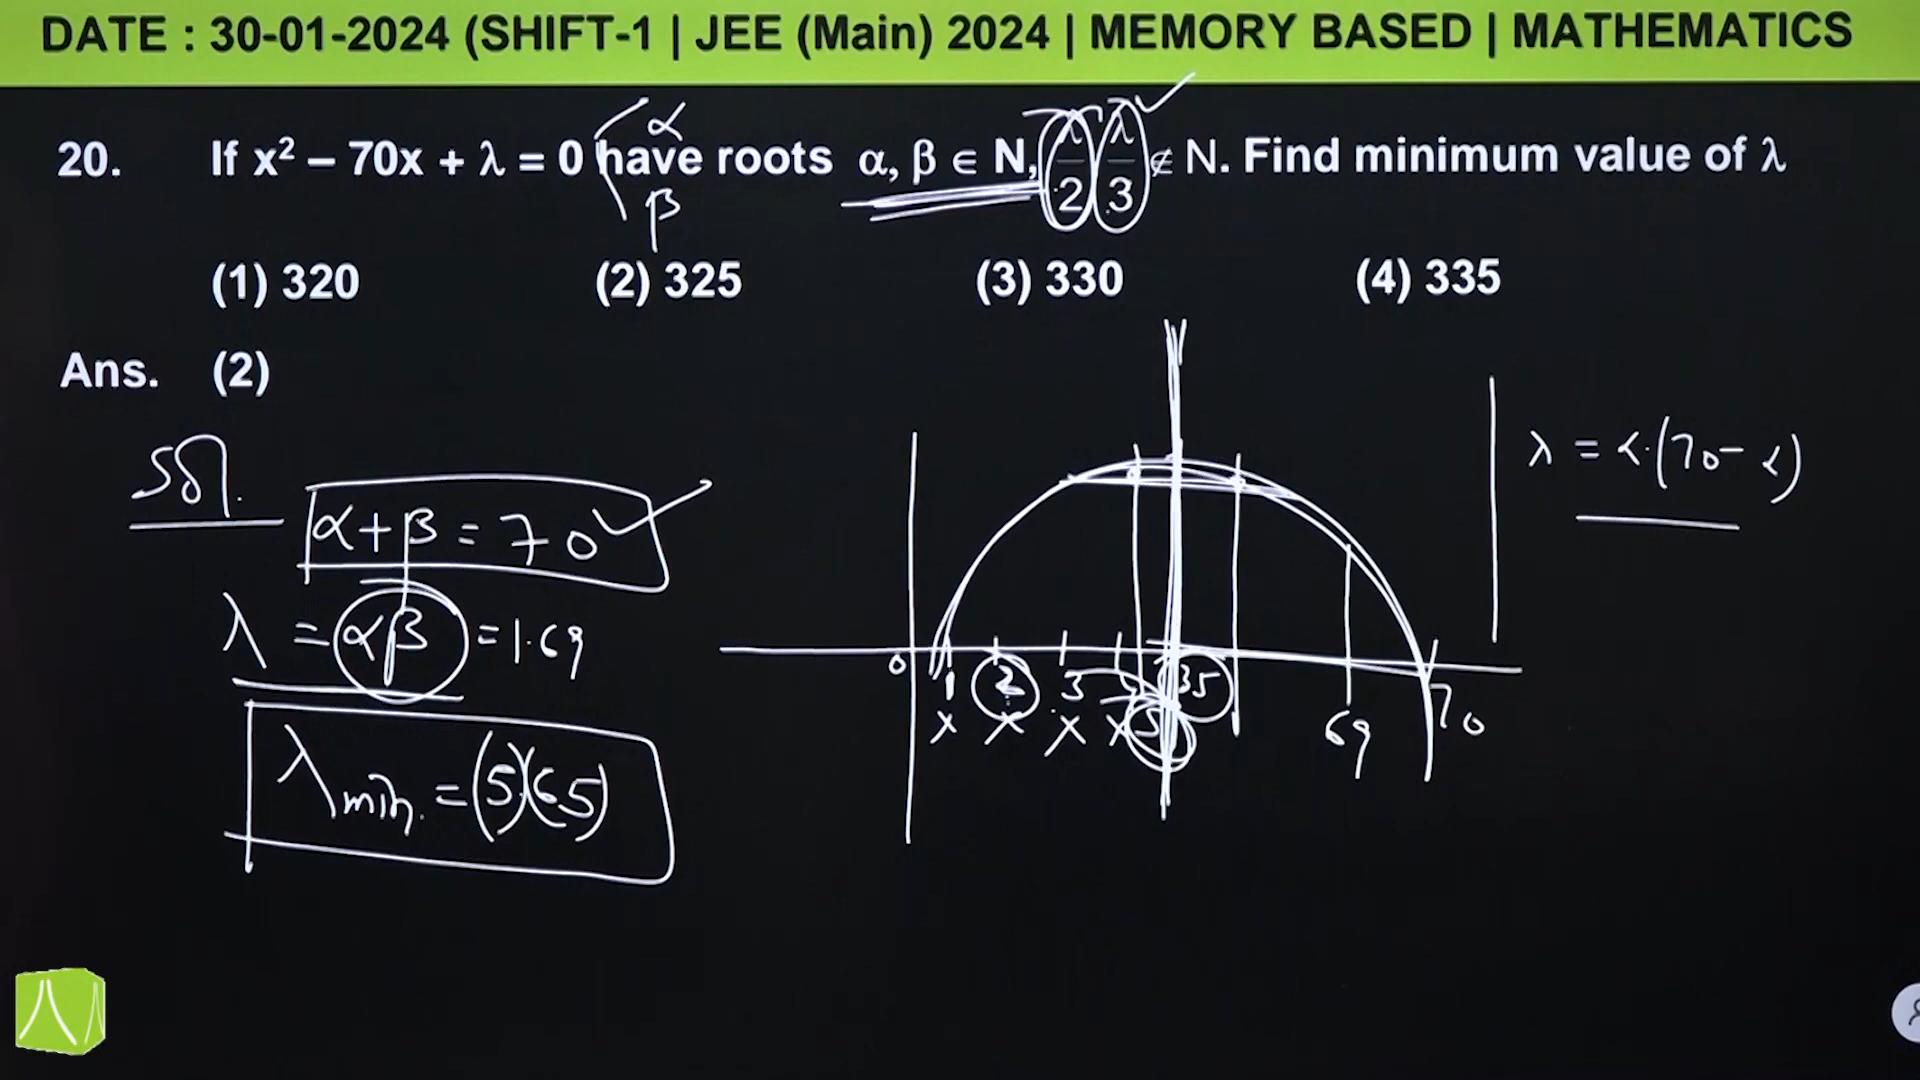 DATE : 30-01-2024 (SHIFT-1 | JEE (Main) 2024 | MEMORY BASED | MATHEMATICS
20. If x² – 70x + λ = 0 have roots α, β ∈ N, λ/2, λ/3 ∉ N. Find minimum value of λ
α
β
(1) 320 (2) 325 (3) 330 (4) 335
Ans. (2)
Sol.
α+β = 70
λ = αβ = 1.69
λmin. = (5)(65)
0 1 2 3 4 5 35 69 70
x x x x
λ = α.(70-α)